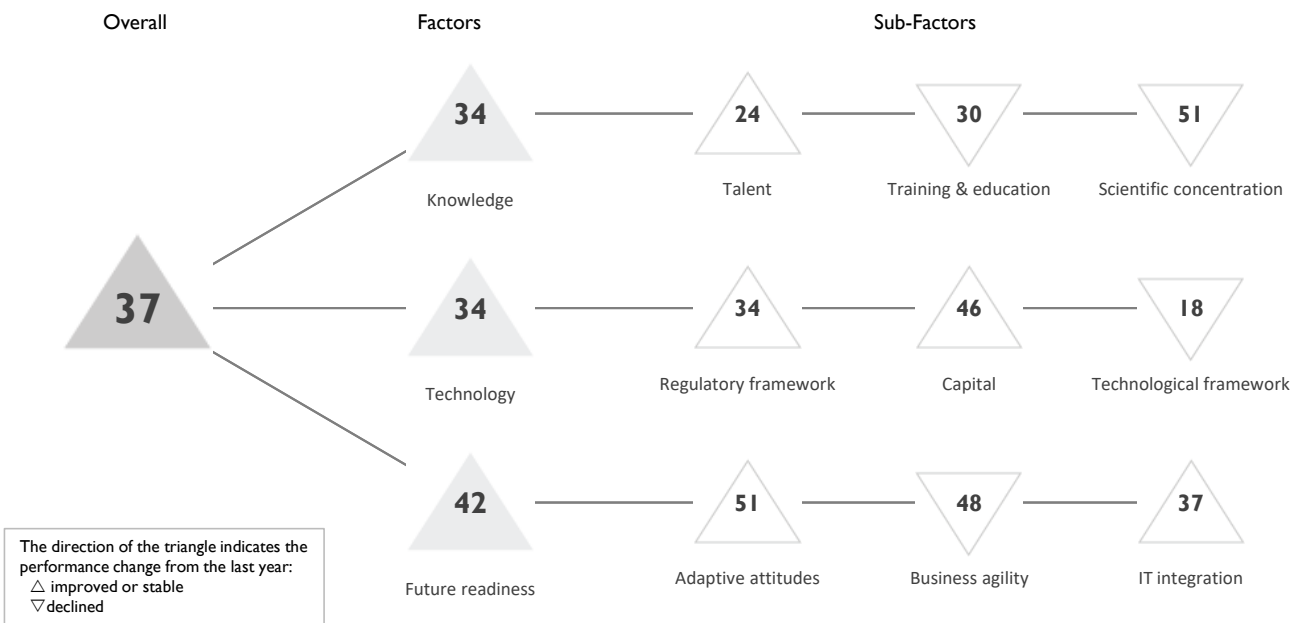 Overall
Factors
Sub-Factors
34
24
30
51
Knowledge
Talent
Training & education
Scientific concentration
37
34
34
46
18
Technology
Regulatory framework
Capital
Technological framework
42
51
48
37
Future readiness
Adaptive attitudes
Business agility
IT integration
The direction of the triangle indicates the
performance change from the last year:
△ improved or stable
▽ declined